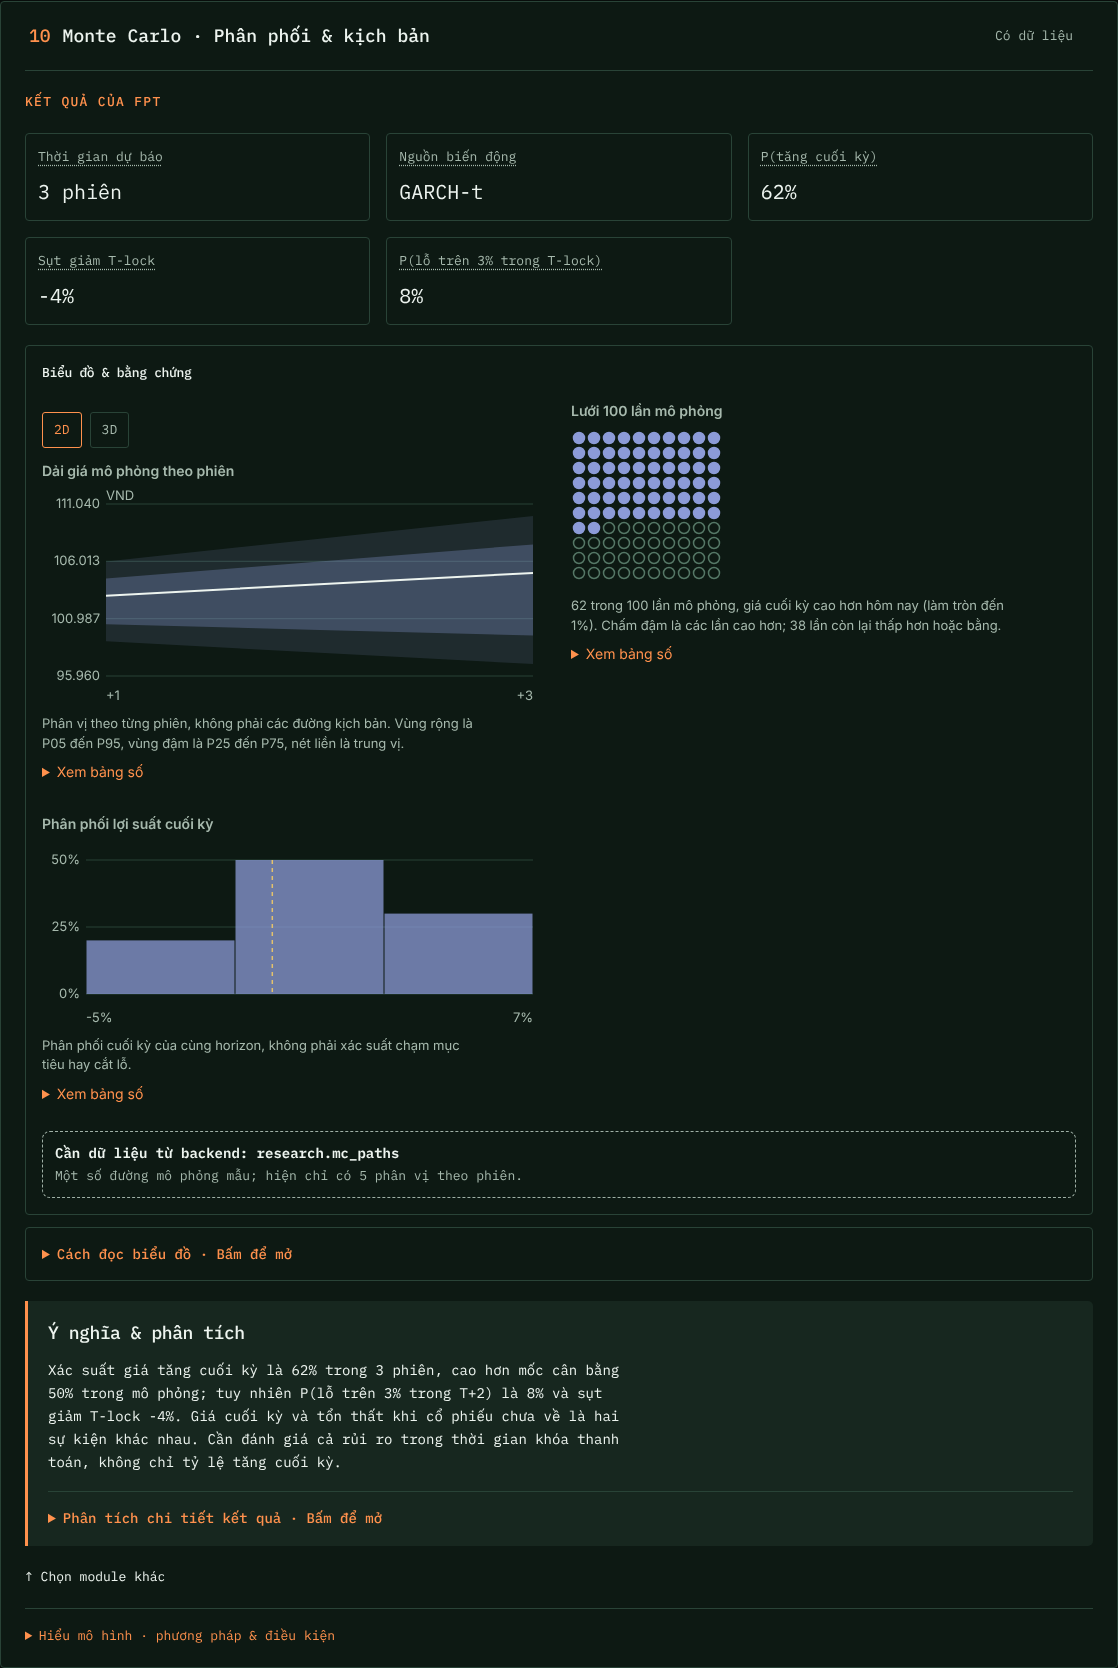 10 Monte Carlo · Phân phối & kịch bản
Có dữ liệu
KẾT QUẢ CỦA FPT
Thời gian dự báo
3 phiên
Nguồn biến động
GARCH-t
P(tăng cuối kỳ)
62%
Sụt giảm T-lock
-4%
P(lỗ trên 3% trong T-lock)
8%
Biểu đồ & bằng chứng
2D
3D
Dải giá mô phỏng theo phiên
VND
111.040
106.013
100.987
95.960
+1
+3
Phân vị theo từng phiên, không phải các đường kịch bản. Vùng rộng là
P05 đến P95, vùng đậm là P25 đến P75, nét liền là trung vị.
▶ Xem bảng số
Lưới 100 lần mô phỏng
62 trong 100 lần mô phỏng, giá cuối kỳ cao hơn hôm nay (làm tròn đến
1%). Chấm đậm là các lần cao hơn; 38 lần còn lại thấp hơn hoặc bằng.
▶ Xem bảng số
Phân phối lợi suất cuối kỳ
50%
25%
0%
-5%
7%
Phân phối cuối kỳ của cùng horizon, không phải xác suất chạm mục
tiêu hay cắt lỗ.
▶ Xem bảng số
Cần dữ liệu từ backend: research.mc_paths
Một số đường mô phỏng mẫu; hiện chỉ có 5 phân vị theo phiên.
▶ Cách đọc biểu đồ · Bấm để mở
Ý nghĩa & phân tích
Xác suất giá tăng cuối kỳ là 62% trong 3 phiên, cao hơn mốc cân bằng
50% trong mô phỏng; tuy nhiên P(lỗ trên 3% trong T+2) là 8% và sụt
giảm T-lock -4%. Giá cuối kỳ và tổn thất khi cổ phiếu chưa về là hai
sự kiện khác nhau. Cần đánh giá cả rủi ro trong thời gian khóa thanh
toán, không chỉ tỷ lệ tăng cuối kỳ.
▶ Phân tích chi tiết kết quả · Bấm để mở
↑ Chọn module khác
▶ Hiểu mô hình · phương pháp & điều kiện